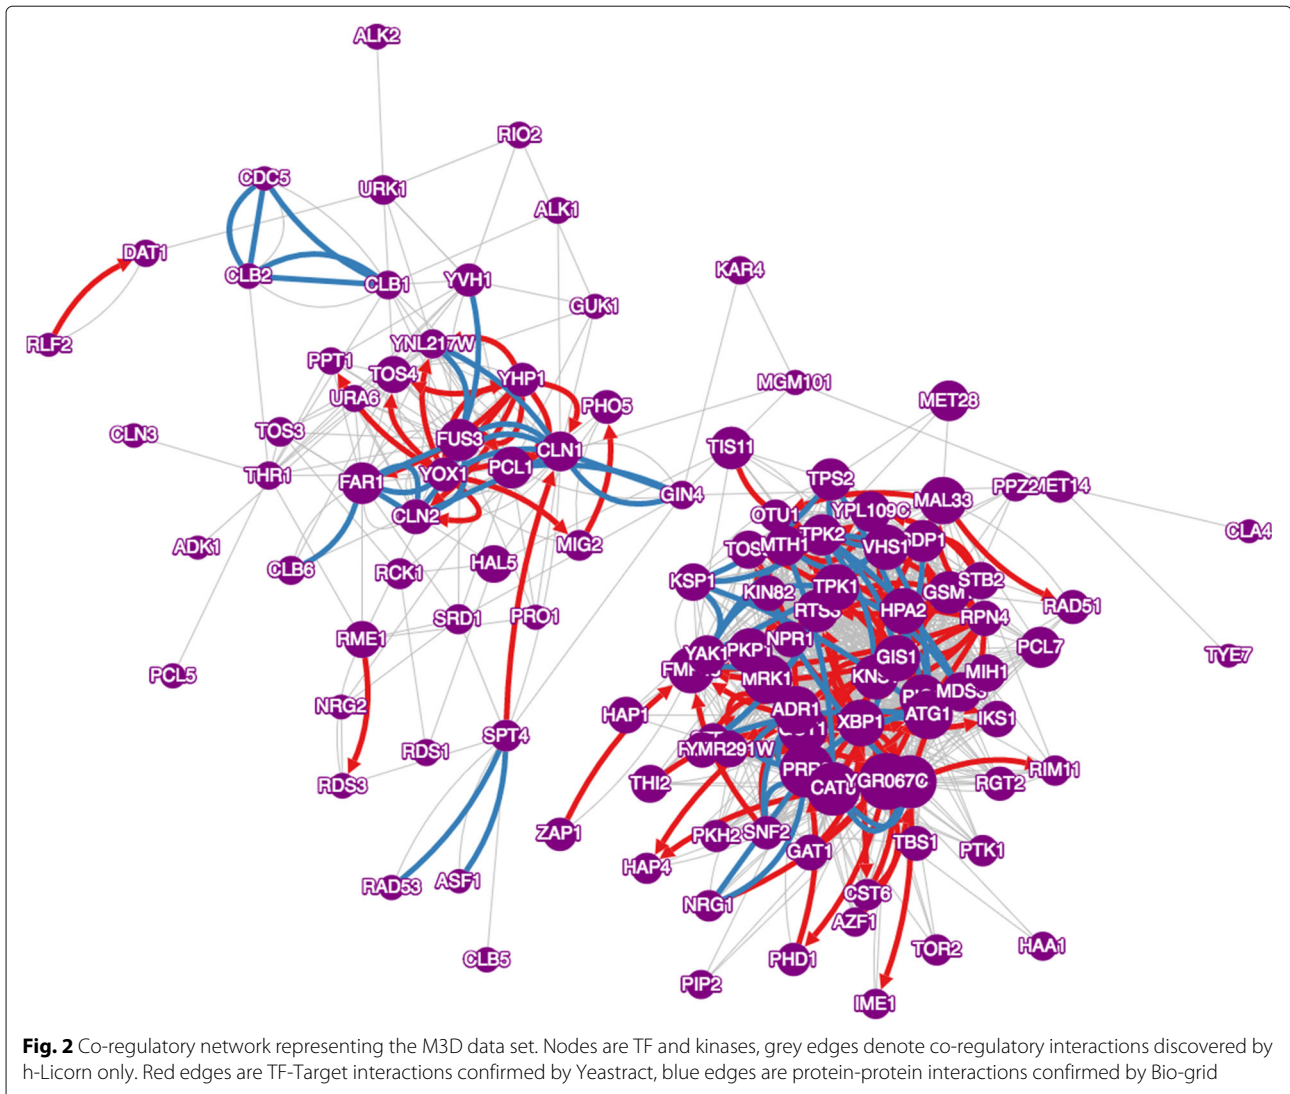 ALK2
RIO2
CDC5
URK1
ALK1
DAT1
CLB2
CLB1
YVH1
KAR4
GUK1
RLF2
YNL217W
PPT1
TOS4
YHP1
MGM101
URA6
PHO5
MET28
CLN3
TOS3
FUS3
CLN1
TIS11
THR1
FAR1
YOX1
PCL1
GIN4
TPS2
PPZ2
MET14
MAL33
CLN2
OTU1
YPL109C
CLA4
ADK1
MIG2
MTH1
TPK2
VHS1
CLB6
RCK1
HAL5
KSP1
KIN82
TPK1
STB2
RAD51
SRD1
PRO1
HPA2
RPN4
RME1
NPR1
PCL7
TYE7
PCL5
YAK1
GIS1
MRK1
MIH1
NRG2
HAP1
ADR1
XBP1
ATG1
IKS1
SPT4
RDS1
YMR291W
RDS3
THI2
YGR067C
RGT2
RIM11
ZAP1
PKH2
SNF2
TBS1
GAT1
PTK1
HAP4
RAD53
ASF1
CST6
NRG1
AZF1
CLB5
PHD1
TOR2
HAA1
PIP2
IME1
Fig. 2 Co-regulatory network representing the M3D data set. Nodes are TF and kinases, grey edges denote co-regulatory interactions discovered by
h-Licorn only. Red edges are TF-Target interactions confirmed by Yeastract, blue edges are protein-protein interactions confirmed by Bio-grid